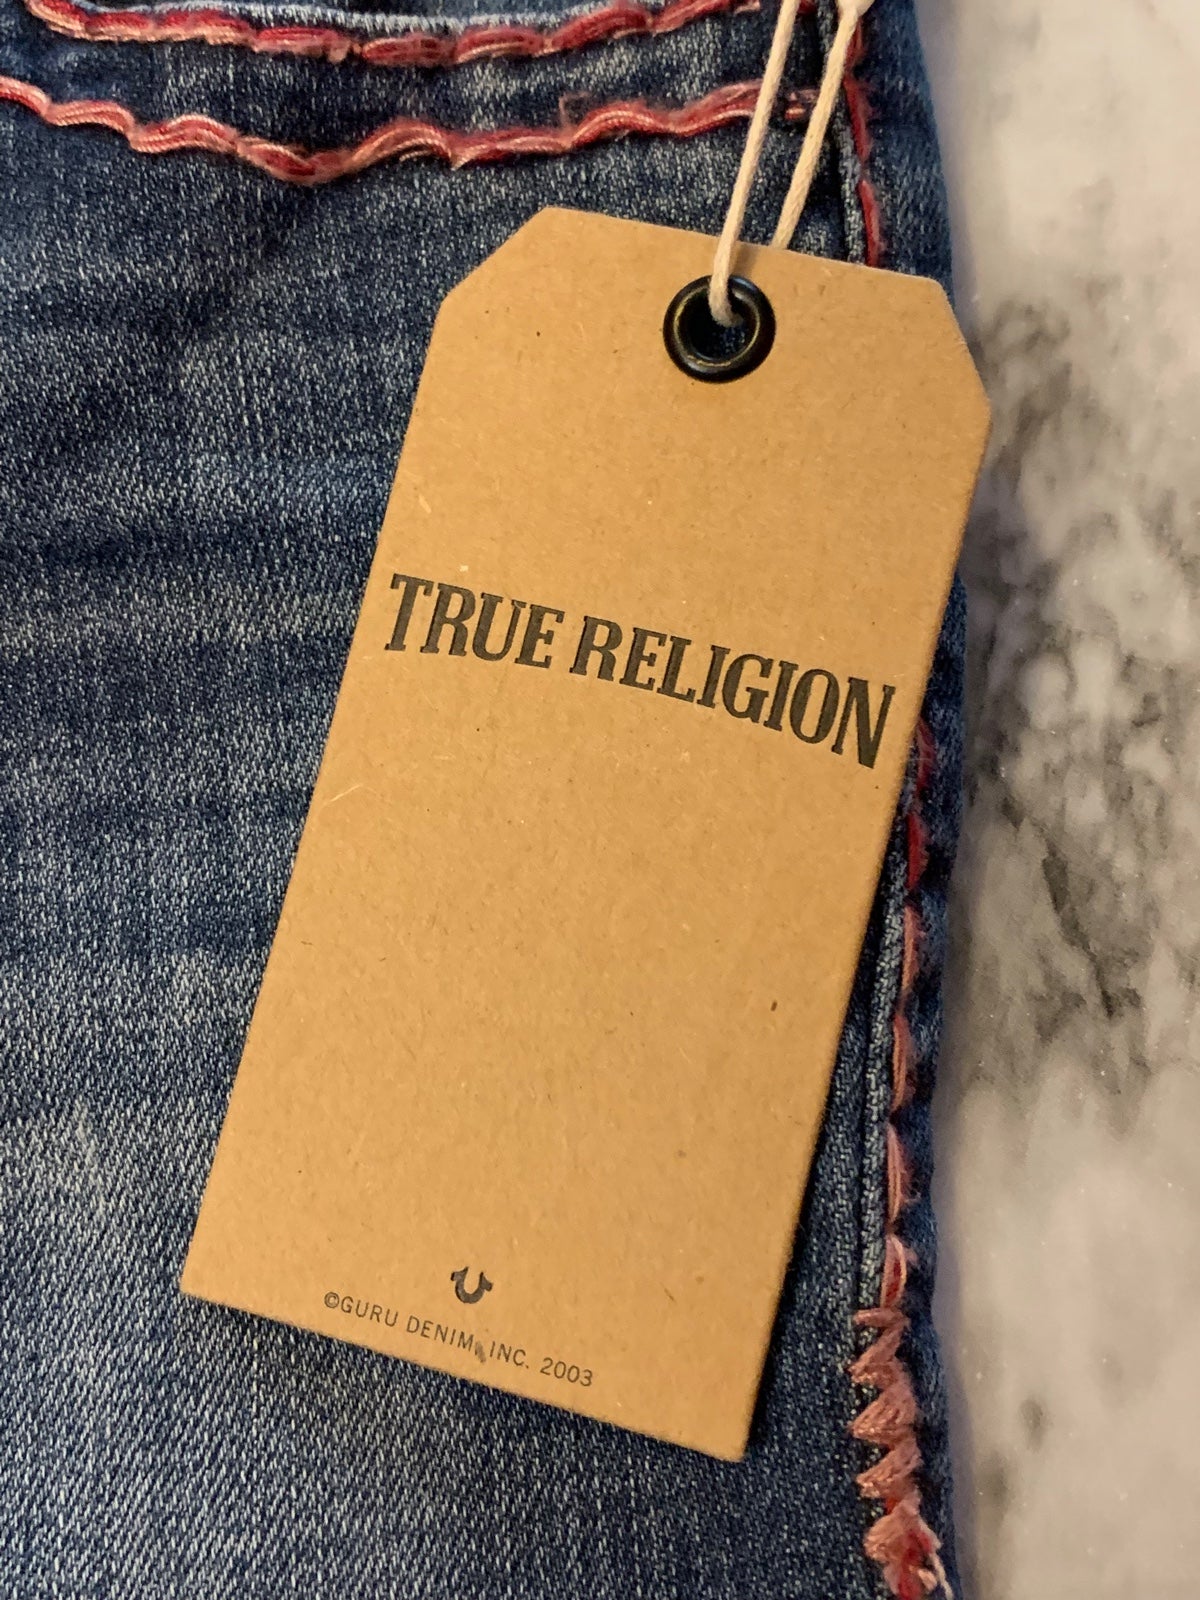 TRUE RELIGION
©GURU DENIM, INC. 2003